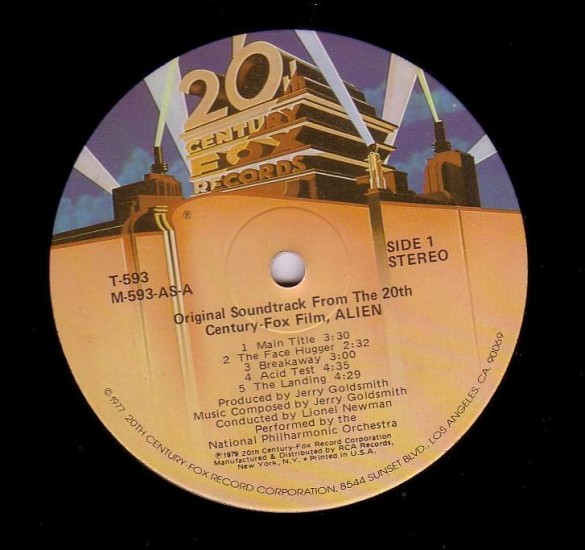 20th
CENTURY
FOX
RECORDS
®
T-593
M-593-AS-A
SIDE 1
STEREO
Original Soundtrack From The 20th
Century-Fox Film, ALIEN
1 Main Title 3:30
2 The Face Hugger 2:32
3 Breakaway 3:00
4 Acid Test 4:35
5 The Landing 4:29
Produced by Jerry Goldsmith
Music Composed by Jerry Goldsmith
Conducted by Lionel Newman
Performed by the
National Philharmonic Orchestra
℗1979 20th Century-Fox Record Corporation
Manufactured & Distributed by RCA Records,
New York, N.Y. • Printed in U.S.A.
©1977 20TH CENTURY-FOX RECORD CORPORATION, 8544 SUNSET BLVD., LOS ANGELES, CA 90069